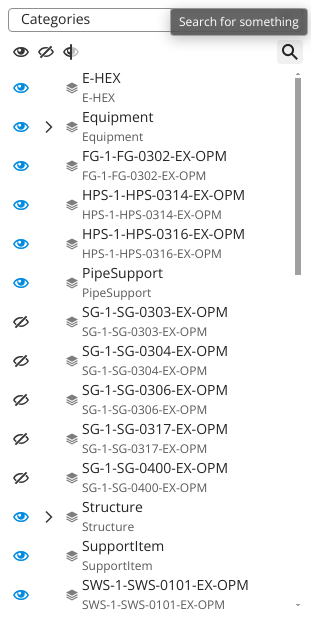 Categories
Search for something
E-HEX
E-HEX
Equipment
Equipment
FG-1-FG-0302-EX-OPM
FG-1-FG-0302-EX-OPM
HPS-1-HPS-0314-EX-OPM
HPS-1-HPS-0314-EX-OPM
HPS-1-HPS-0316-EX-OPM
HPS-1-HPS-0316-EX-OPM
PipeSupport
PipeSupport
SG-1-SG-0303-EX-OPM
SG-1-SG-0303-EX-OPM
SG-1-SG-0304-EX-OPM
SG-1-SG-0304-EX-OPM
SG-1-SG-0306-EX-OPM
SG-1-SG-0306-EX-OPM
SG-1-SG-0317-EX-OPM
SG-1-SG-0317-EX-OPM
SG-1-SG-0400-EX-OPM
SG-1-SG-0400-EX-OPM
Structure
Structure
SupportItem
SupportItem
SWS-1-SWS-0101-EX-OPM
SWS-1-SWS-0101-EX-OPM